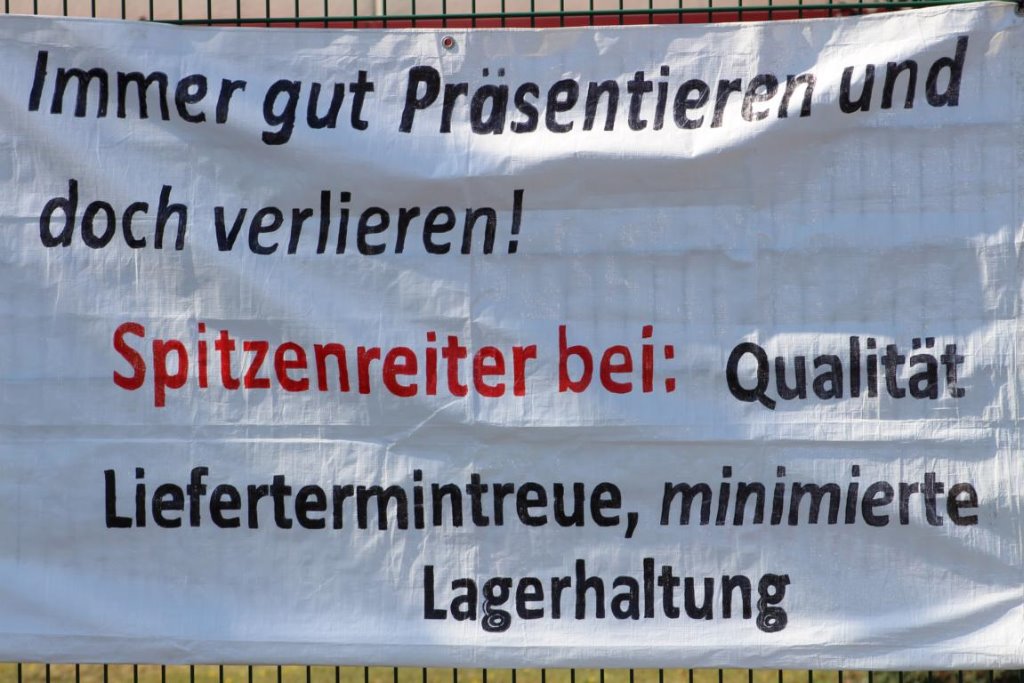 Immer gut Präsentieren und
doch verlieren!
Spitzenreiter bei: Qualität
Liefertermintreue, minimierte
Lagerhaltung